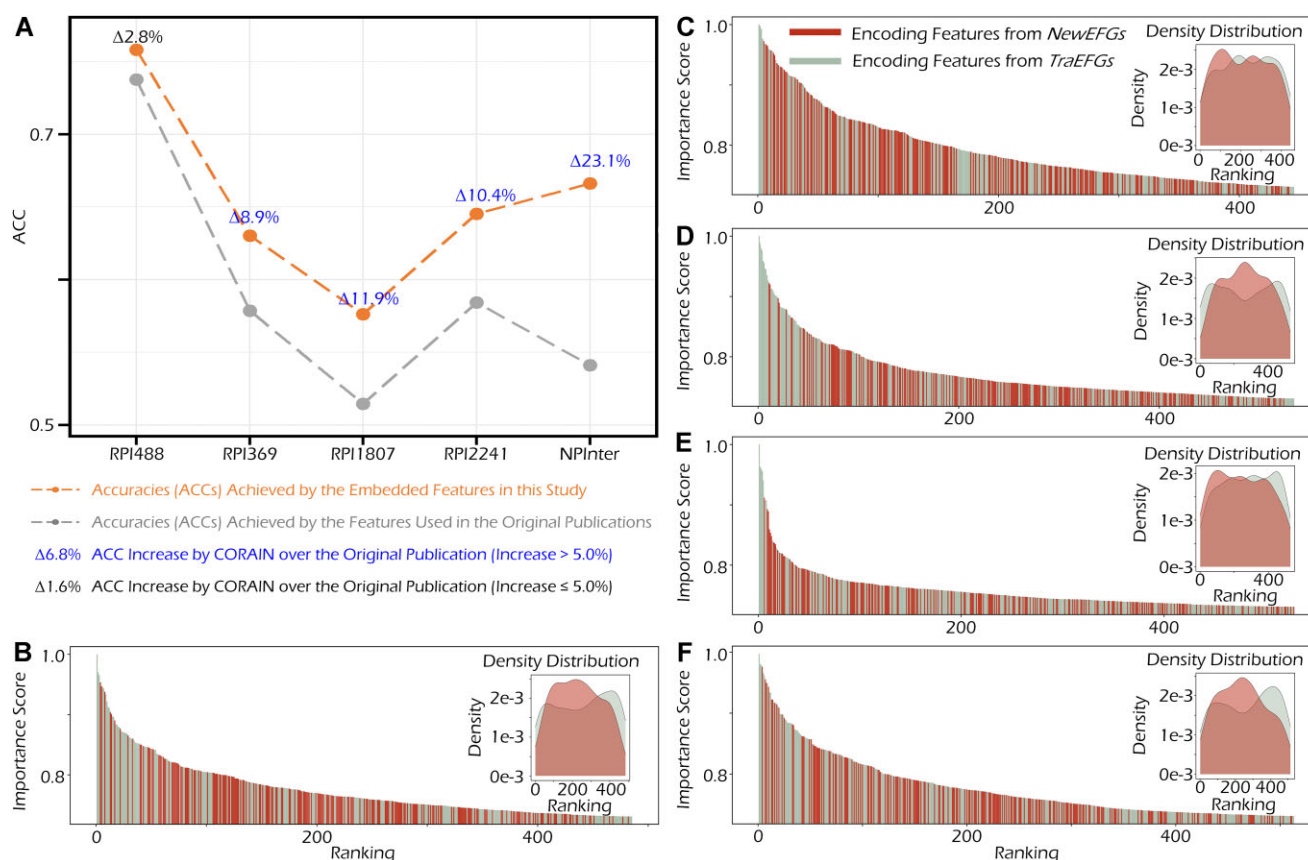 A
Δ2.8%
Δ8.9%
Δ11.9%
Δ10.4%
Δ23.1%
0.7
0.5
ACC
RPI488 RPI369 RPI1807 RPI2241 NPInter
Accuracies (ACCs) Achieved by the Embedded Features in this Study
Accuracies (ACCs) Achieved by the Features Used in the Original Publications
Δ6.8% ACC Increase by CORAIN over the Original Publication (Increase > 5.0%)
Δ1.6% ACC Increase by CORAIN over the Original Publication (Increase ≤ 5.0%)
B
1.0
0.8
Importance Score
0 200 400
Ranking
Density Distribution
2e-3
1e-3
0e-3
Density
0 200 400
Ranking
C
Encoding Features from NewEFGs
Encoding Features from TraEFGs
1.0
0.8
Importance Score
0 200 400
Density Distribution
2e-3
1e-3
0e-3
Density
0 200 400
Ranking
D
1.0
0.8
Importance Score
0 200 400
Density Distribution
2e-3
1e-3
0e-3
Density
0 400
Ranking
E
1.0
0.8
Importance Score
0 200 400
Density Distribution
2e-3
1e-3
0e-3
Density
0 200 400
Ranking
F
1.0
0.8
Importance Score
0 200 400
Ranking
Density Distribution
2e-3
1e-3
0e-3
Density
0 200 400
Ranking